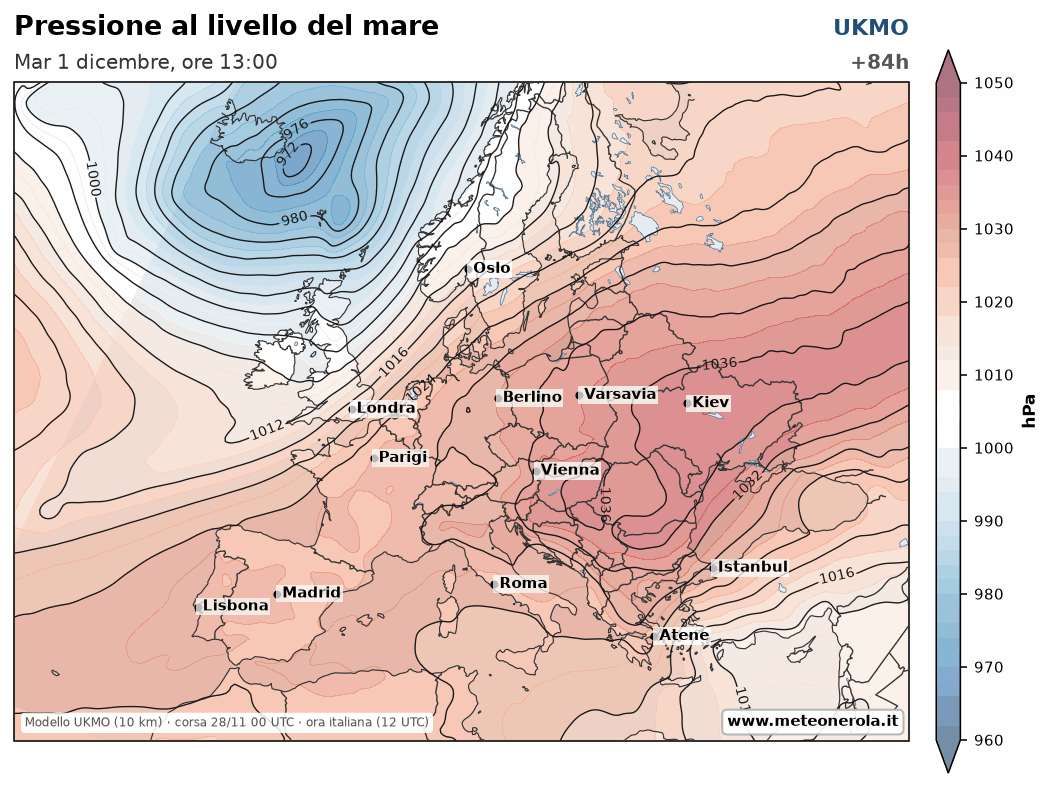 Pressione al livello del mare
UKMO
Mar 1 dicembre, ore 13:00
+84h
1050
1040
1030
1020
1010
1000
990
980
970
960
hPa
976
972
1000
980
Oslo
1016
1024
1036
Londra
Berlino
Varsavia
Kiev
1012
Parigi
Vienna
1036
1032
Istanbul
1016
Roma
Madrid
Lisbona
Atene
Modello UKMO (10 km) · corsa 28/11 00 UTC · ora italiana (12 UTC)
www.meteonerola.it